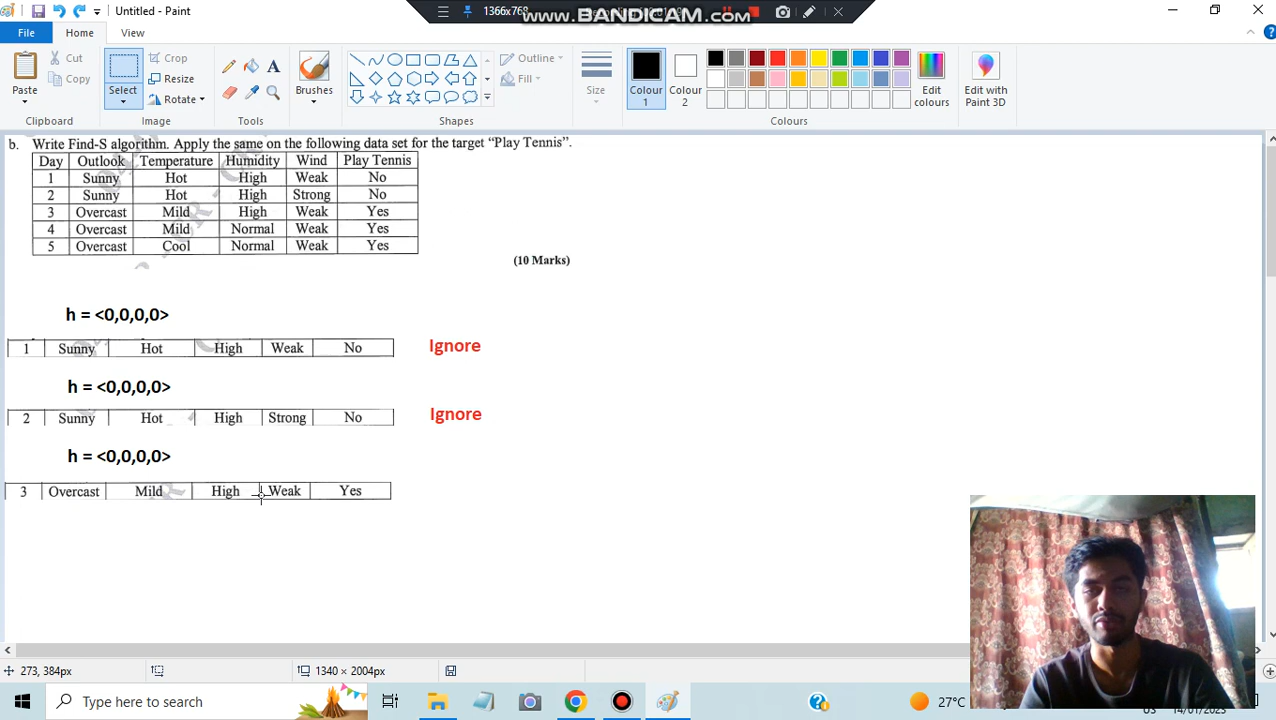 Untitled - Paint
1366x768
www.BANDICAM.com
File
Home
View
Paste
Cut
Copy
Clipboard
Select
Crop
Resize
Rotate
Image
Tools
Brushes
Outline
Fill
Shapes
Size
Colour 1
Colour 2
Edit colours
Edit with Paint 3D
Colours
b. Write Find-S algorithm. Apply the same on the following data set for the target “Play Tennis”.
Day Outlook Temperature Humidity Wind Play Tennis
1 Sunny Hot High Weak No
2 Sunny Hot High Strong No
3 Overcast Mild High Weak Yes
4 Overcast Mild Normal Weak Yes
5 Overcast Cool Normal Weak Yes
(10 Marks)
h = <0,0,0,0>
1 Sunny Hot High Weak No Ignore
h = <0,0,0,0>
2 Sunny Hot High Strong No Ignore
h = <0,0,0,0>
3 Overcast Mild High Weak Yes
273, 384px
1340 × 2004px
Type here to search
27°C
14/01/2023